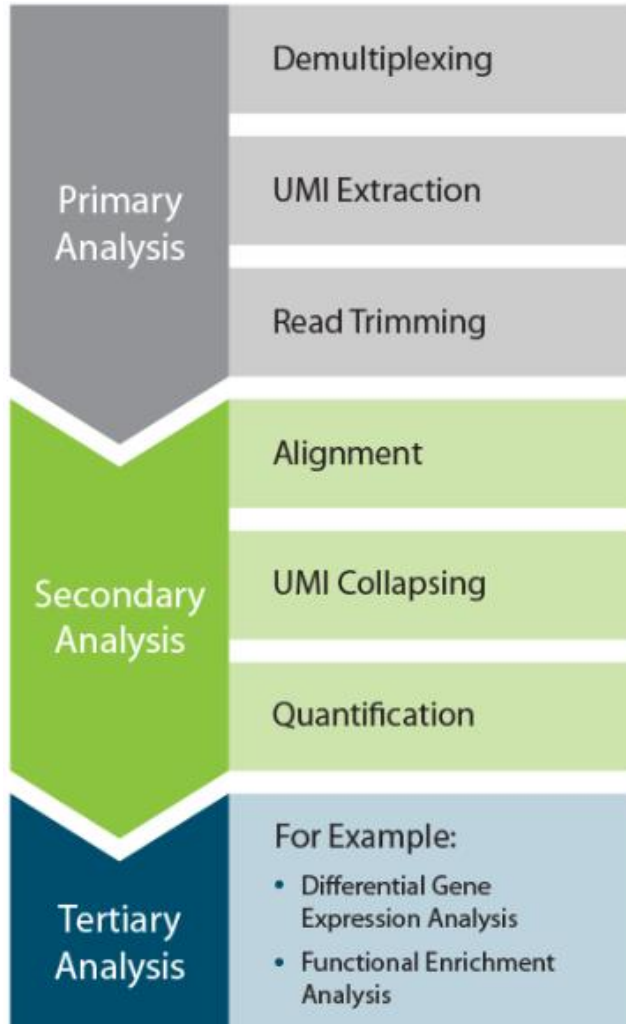 Primary
Analysis
Demultiplexing
UMI Extraction
Read Trimming
Secondary
Analysis
Alignment
UMI Collapsing
Quantification
Tertiary
Analysis
For Example:
• Differential Gene
Expression Analysis
• Functional Enrichment
Analysis